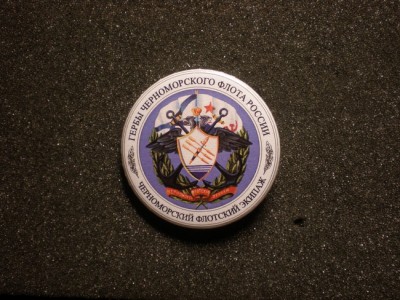 ГЕРБЫ ЧЕРНОМОРСКОГО ФЛОТА РОССИИ
ЧЕРНОМОРСКИЙ ФЛОТСКИЙ ЭКИПАЖ